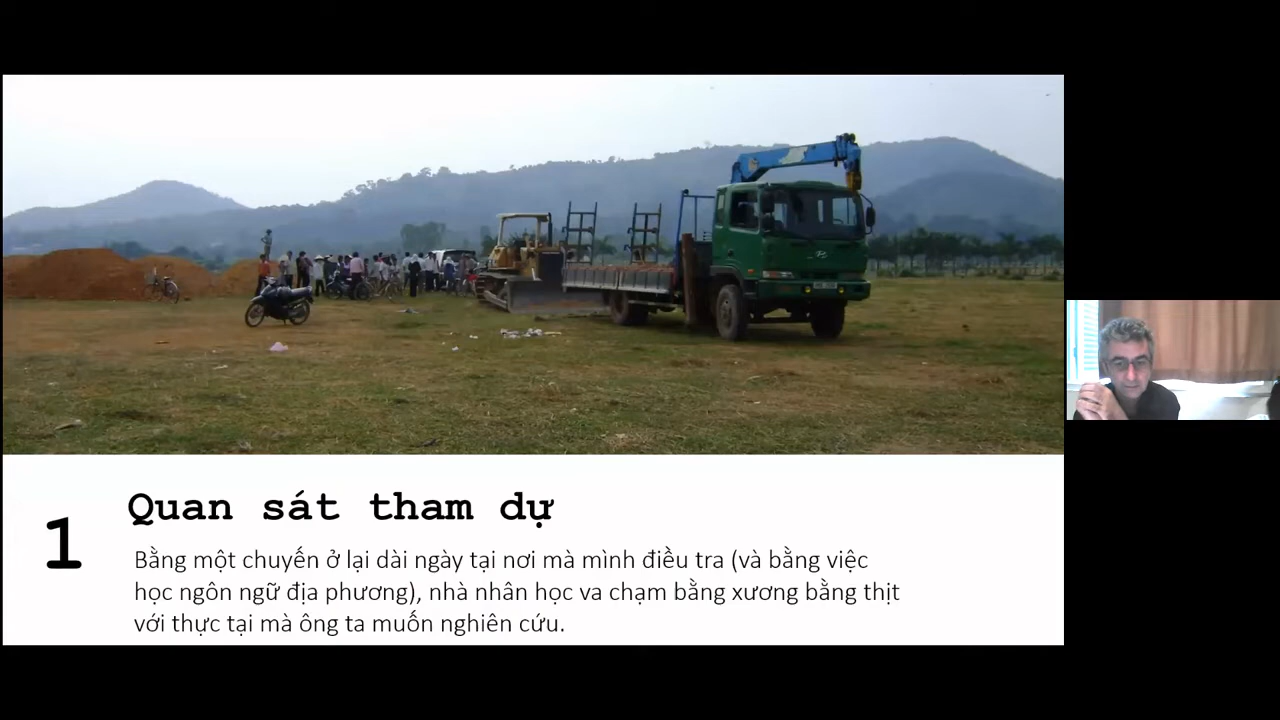 1
Quan sát tham dự
Bằng một chuyến ở lại dài ngày tại nơi mà mình điều tra (và bằng việc
học ngôn ngữ địa phương), nhà nhân học va chạm bằng xương bằng thịt
với thực tại mà ông ta muốn nghiên cứu.